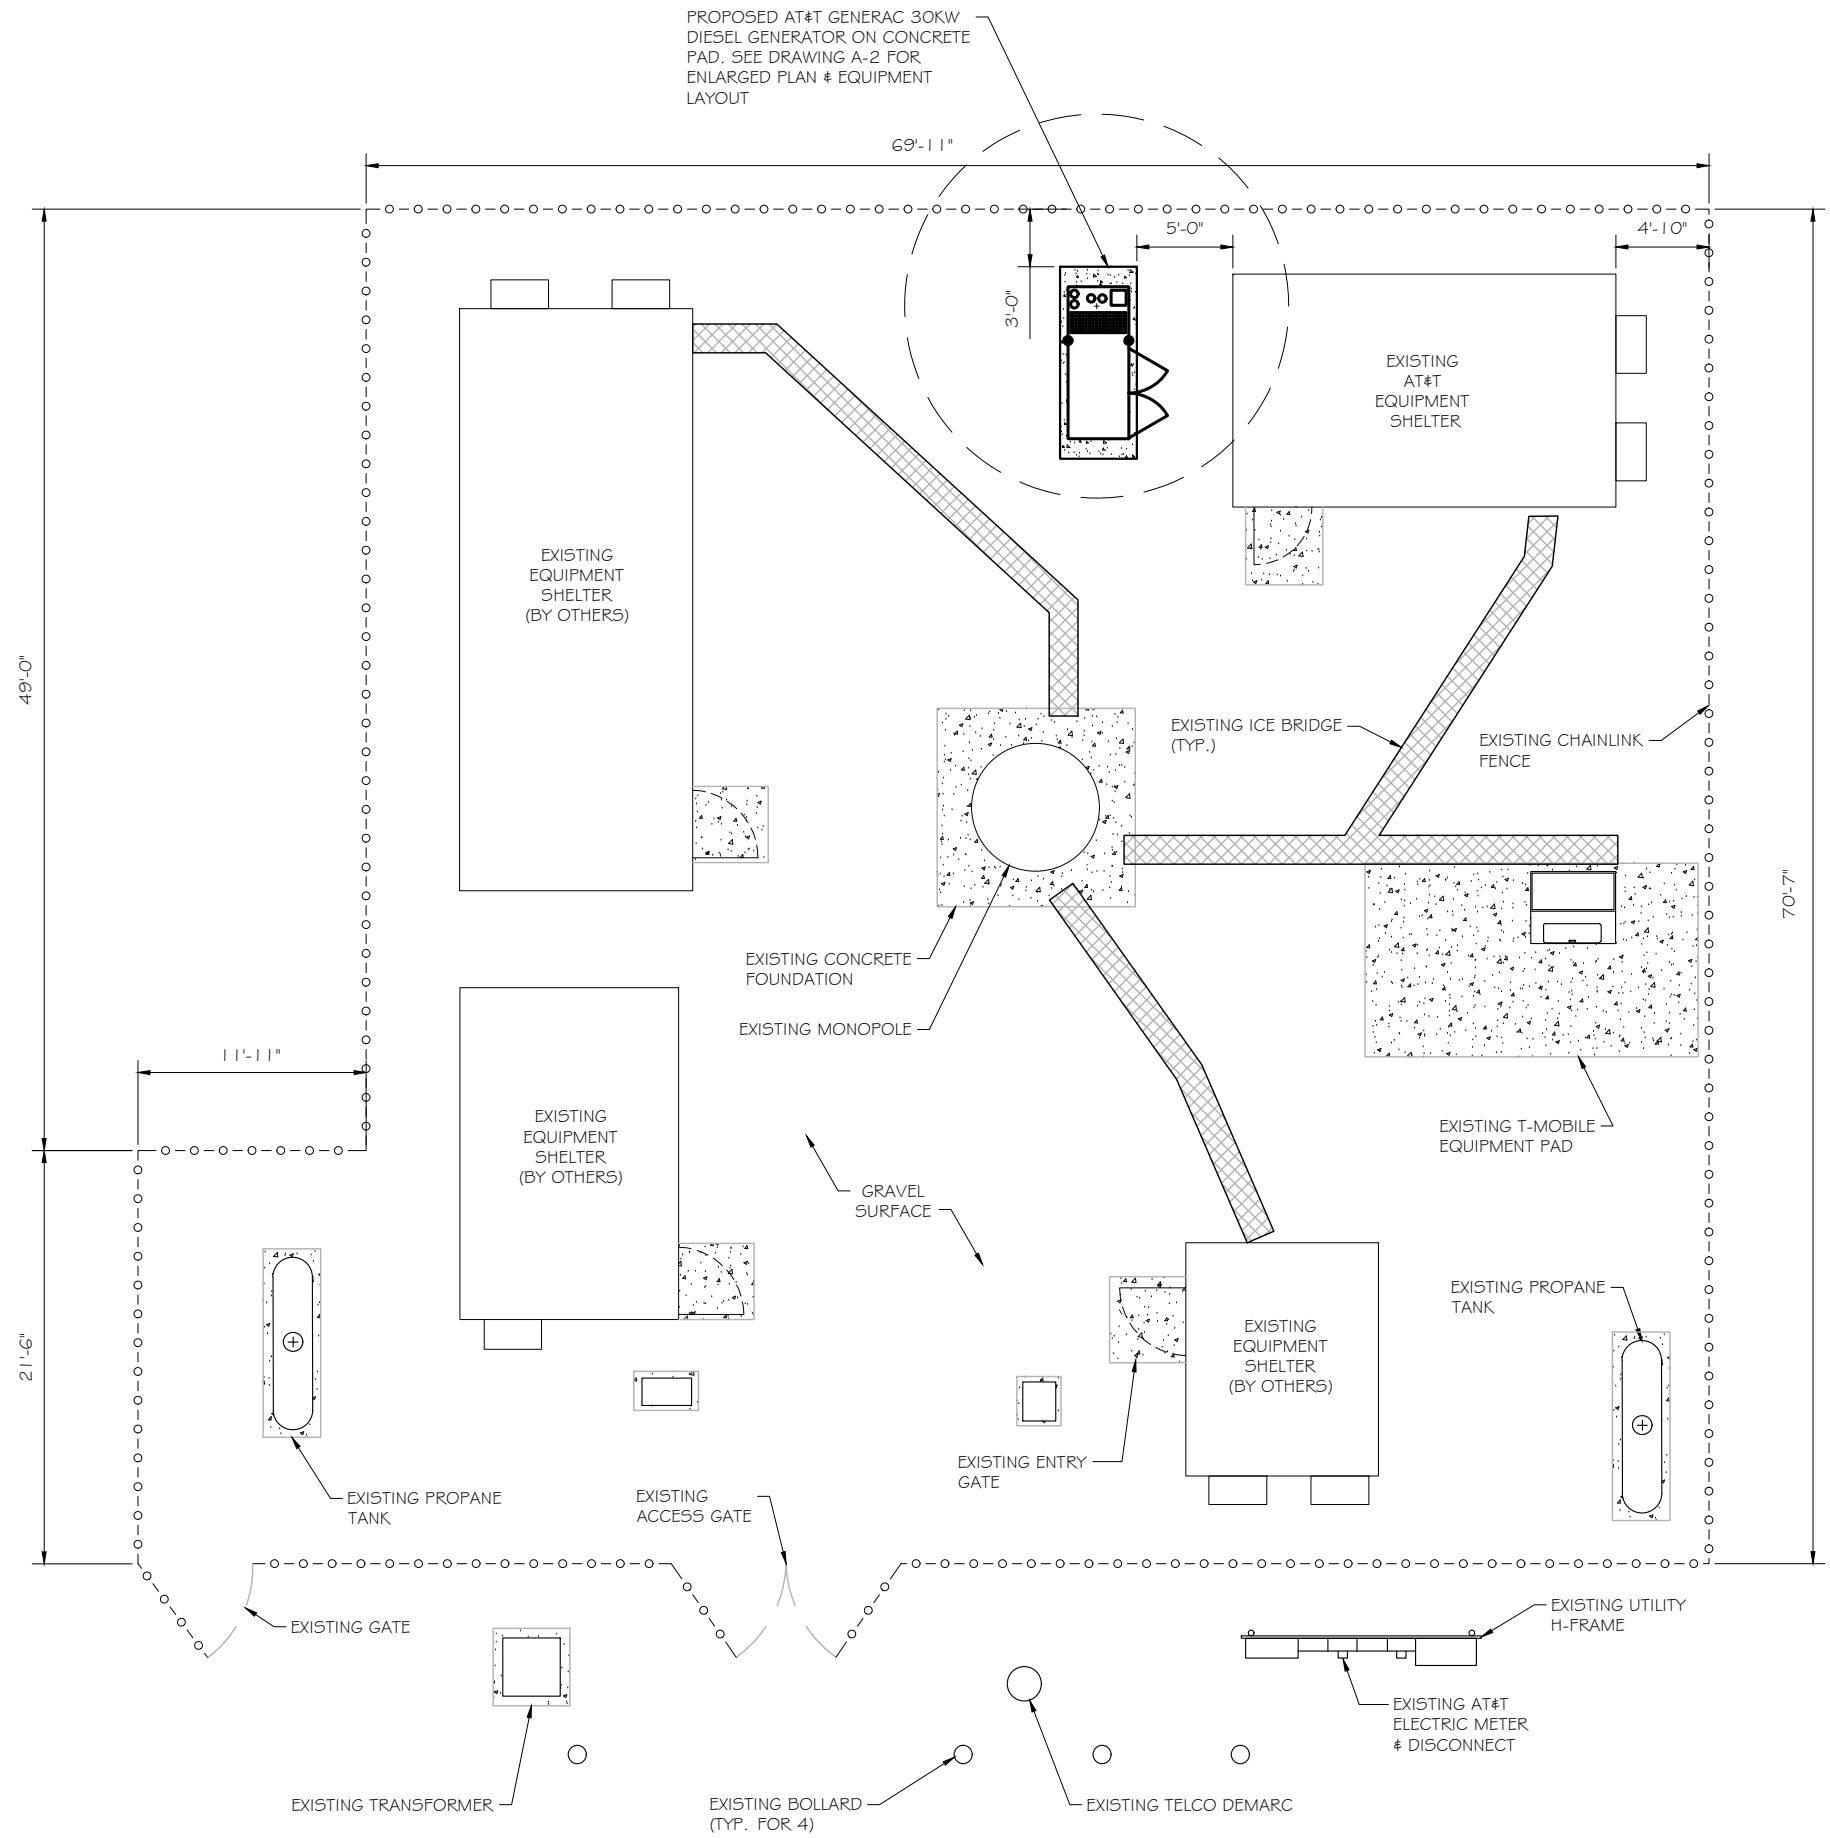 PROPOSED AT&T GENERAC 30KW
DIESEL GENERATOR ON CONCRETE
PAD. SEE DRAWING A-2 FOR
ENLARGED PLAN & EQUIPMENT
LAYOUT
69'-11"
5'-0"
4'-10"
3'-0"
EXISTING
AT&T
EQUIPMENT
SHELTER
EXISTING
EQUIPMENT
SHELTER
(BY OTHERS)
49'-0"
EXISTING ICE BRIDGE
(TYP.)
EXISTING CHAINLINK
FENCE
70'-7"
EXISTING CONCRETE
FOUNDATION
EXISTING MONOPOLE
11'-11"
EXISTING
EQUIPMENT
SHELTER
(BY OTHERS)
EXISTING T-MOBILE
EQUIPMENT PAD
GRAVEL
SURFACE
21'-6"
EXISTING PROPANE
TANK
EXISTING
EQUIPMENT
SHELTER
(BY OTHERS)
EXISTING ENTRY
GATE
EXISTING PROPANE
TANK
EXISTING
ACCESS GATE
EXISTING GATE
EXISTING UTILITY
H-FRAME
EXISTING AT&T
ELECTRIC METER
& DISCONNECT
EXISTING TRANSFORMER
EXISTING BOLLARD
(TYP. FOR 4)
EXISTING TELCO DEMARC